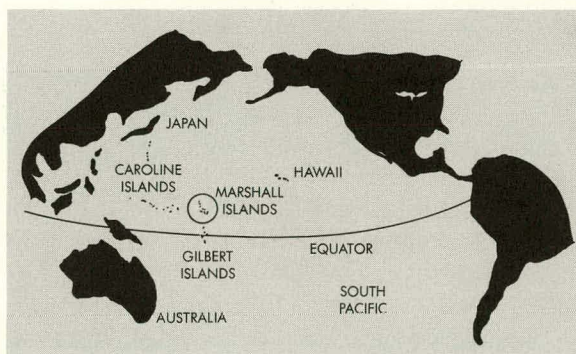 JAPAN
CAROLINE
ISLANDS
HAWAII
MARSHALL
ISLANDS
EQUATOR
GILBERT
ISLANDS
SOUTH
PACIFIC
AUSTRALIA